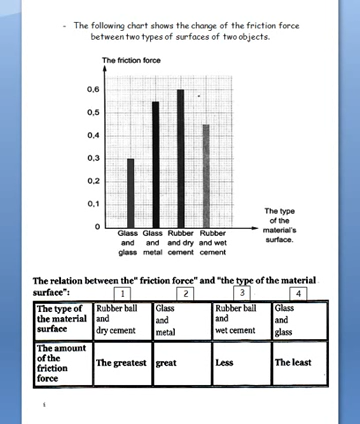 - The following chart shows the change of the friction force
between two types of surfaces of two objects.
The friction force
0,6
0,5
0,4
0,3
0,2
0,1
0
Glass and glass
Glass and metal
Rubber and dry cement
Rubber and wet cement
The type
of the
material's
surface.
The relation between the" friction force" and "the type of the material
surface":
1 2 3 4
The type of the material surface
Rubber ball and dry cement
Glass and metal
Rubber ball and wet cement
Glass and glass
The amount of the friction force
The greatest
great
Less
The least